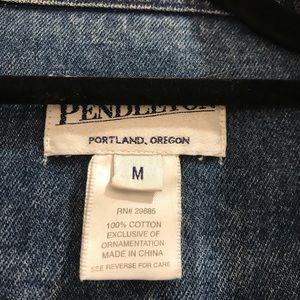 PENDLETON
PORTLAND, OREGON
M
RN# 29685
100% COTTON
EXCLUSIVE OF
ORNAMENTATION
MADE IN CHINA
SEE REVERSE FOR CARE